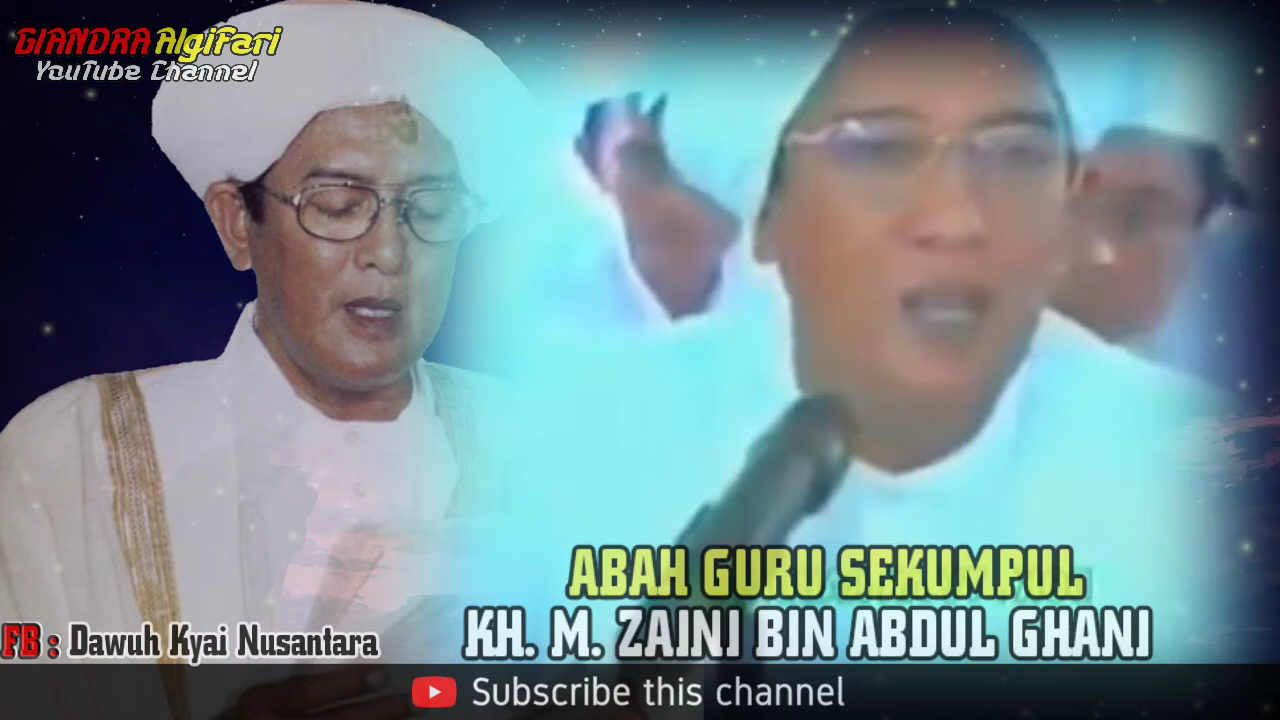 GIANDRA AlgiFari
YouTube Channel
ABAH GURU SEKUMPUL
KH. M. ZAINI BIN ABDUL GHANI
FB : Dawuh Kyai Nusantara
Subscribe this channel